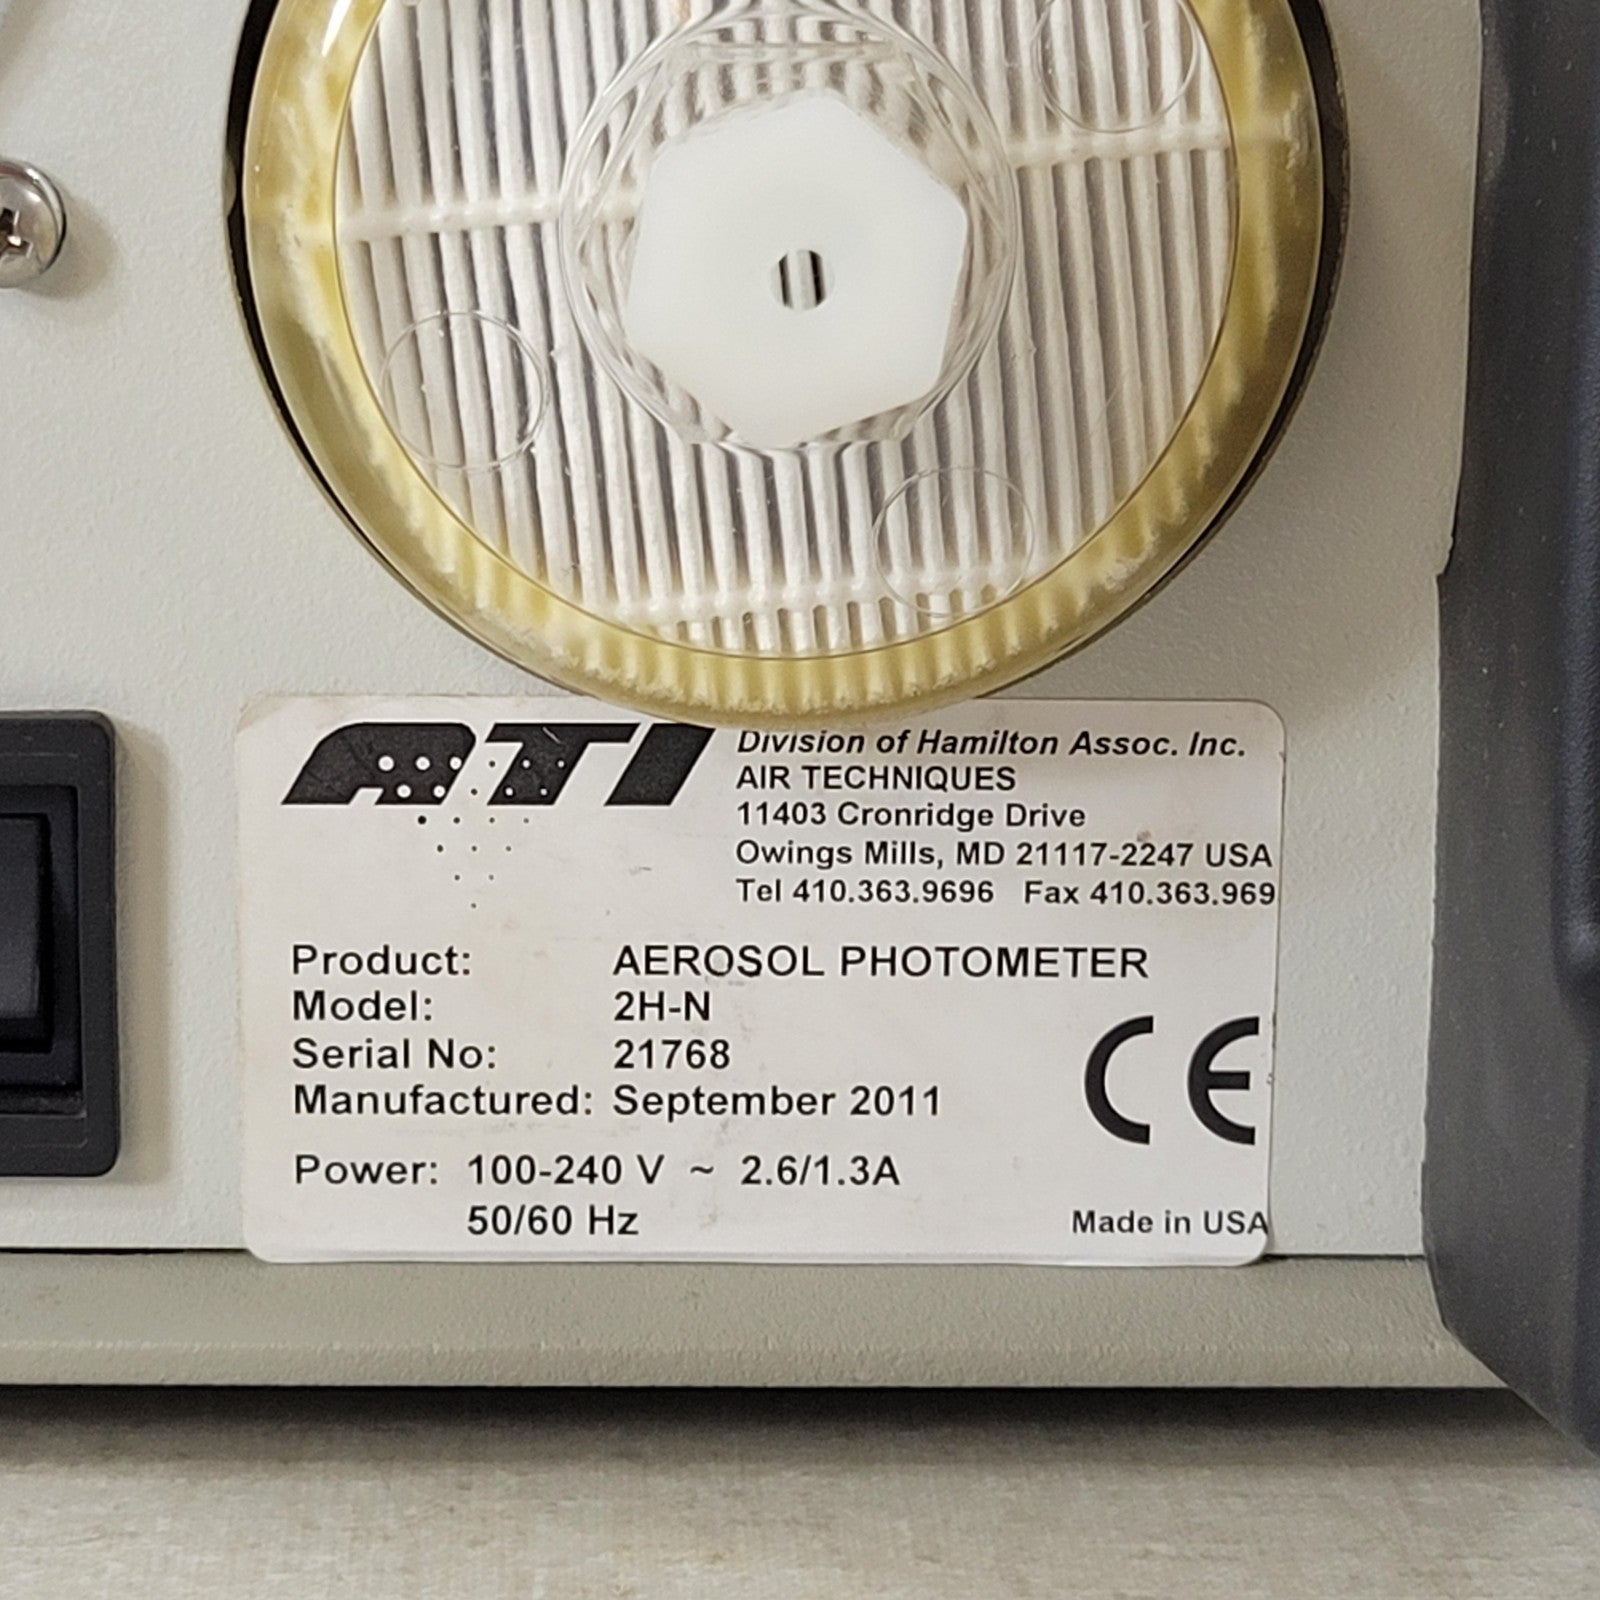 ATI
Division of Hamilton Assoc. Inc.
AIR TECHNIQUES
11403 Cronridge Drive
Owings Mills, MD 21117-2247 USA
Tel 410.363.9696 Fax 410.363.969
Product: AEROSOL PHOTOMETER
Model: 2H-N
Serial No: 21768
Manufactured: September 2011
CE
Power: 100-240 V ~ 2.6/1.3A
50/60 Hz
Made in USA